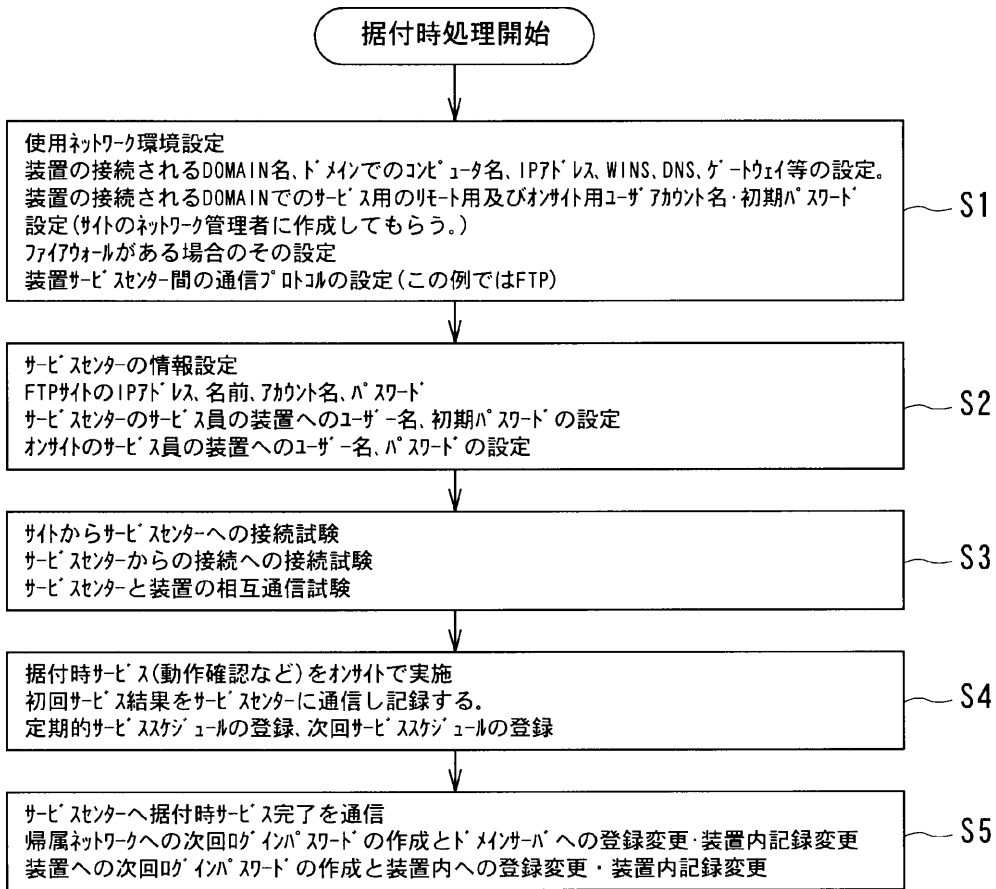 据付時処理開始
使用ﾈｯﾄﾜｰｸ環境設定
装置の接続されるDOMAIN名、ﾄﾞﾒｲﾝでのｺﾝﾋﾟｭｰﾀ名、IPｱﾄﾞﾚｽ、WINS、DNS、ｹﾞｰﾄｳｪｲ等の設定。
装置の接続されるDOMAINでのｻｰﾋﾞｽ用のﾘﾓｰﾄ用及びｵﾝｻｲﾄ用ﾕｰｻﾞｱｶｳﾝﾄ名･初期ﾊﾟｽﾜｰﾄﾞ
設定(ｻｲﾄのﾈｯﾄﾜｰｸ管理者に作成してもらう。)
ﾌｧｲｱｳｫｰﾙがある場合のその設定
装置ｻｰﾋﾞｽｾﾝﾀｰ間の通信ﾌﾟﾛﾄｺﾙの設定(この例ではFTP)
S1
ｻｰﾋﾞｽｾﾝﾀｰの情報設定
FTPｻｲﾄのIPｱﾄﾞﾚｽ、名前、ｱｶｳﾝﾄ名、ﾊﾟｽﾜｰﾄﾞ
ｻｰﾋﾞｽｾﾝﾀｰのｻｰﾋﾞｽ員の装置へのﾕｰｻﾞｰ名、初期ﾊﾟｽﾜｰﾄﾞの設定
ｵﾝｻｲﾄのｻｰﾋﾞｽ員の装置へのﾕｰｻﾞｰ名、ﾊﾟｽﾜｰﾄﾞの設定
S2
ｻｲﾄからｻｰﾋﾞｽｾﾝﾀｰへの接続試験
ｻｰﾋﾞｽｾﾝﾀｰからの接続への接続試験
ｻｰﾋﾞｽｾﾝﾀｰと装置の相互通信試験
S3
据付時ｻｰﾋﾞｽ(動作確認など)をｵﾝｻｲﾄで実施
初回ｻｰﾋﾞｽ結果をｻｰﾋﾞｽｾﾝﾀｰに通信し記録する。
定期的ｻｰﾋﾞｽｽｹｼﾞｭｰﾙの登録、次回ｻｰﾋﾞｽｽｹｼﾞｭｰﾙの登録
S4
ｻｰﾋﾞｽｾﾝﾀｰへ据付時ｻｰﾋﾞｽ完了を通信
帰属ﾈｯﾄﾜｰｸへの次回ﾛｸﾞｲﾝﾊﾟｽﾜｰﾄﾞの作成とﾄﾞﾒｲﾝｻｰﾊﾞへの登録変更･装置内記録変更
装置への次回ﾛｸﾞｲﾝﾊﾟｽﾜｰﾄﾞの作成と装置内への登録変更・装置内記録変更
S5